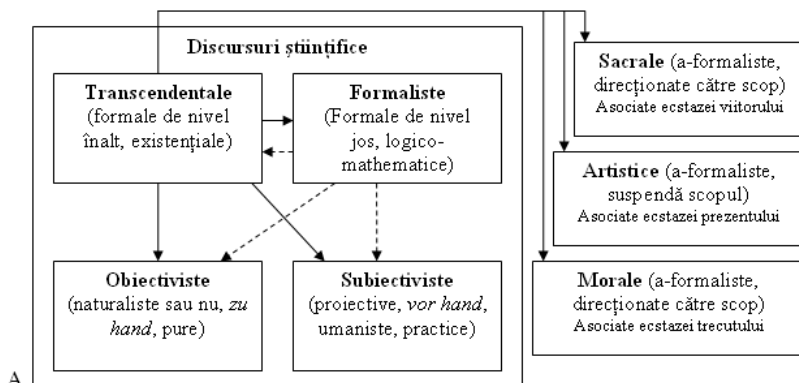 Discursuri științifice
Transcendentale
(formale de nivel
înalt, existențiale)
Formaliste
(Formale de nivel
jos, logico-
mathematice)
Obiectiviste
(naturaliste sau nu, zu
hand, pure)
Subiectiviste
(proiective, vor hand,
umaniste, practice)
Sacrale (a-formaliste,
direcționate către scop)
Asociate ecstazei viitorului
Artistice (a-formaliste,
suspendă scopul)
Asociate ecstazei prezentului
Morale (a-formaliste,
direcționate către scop)
Asociate ecstazei trecutului
A